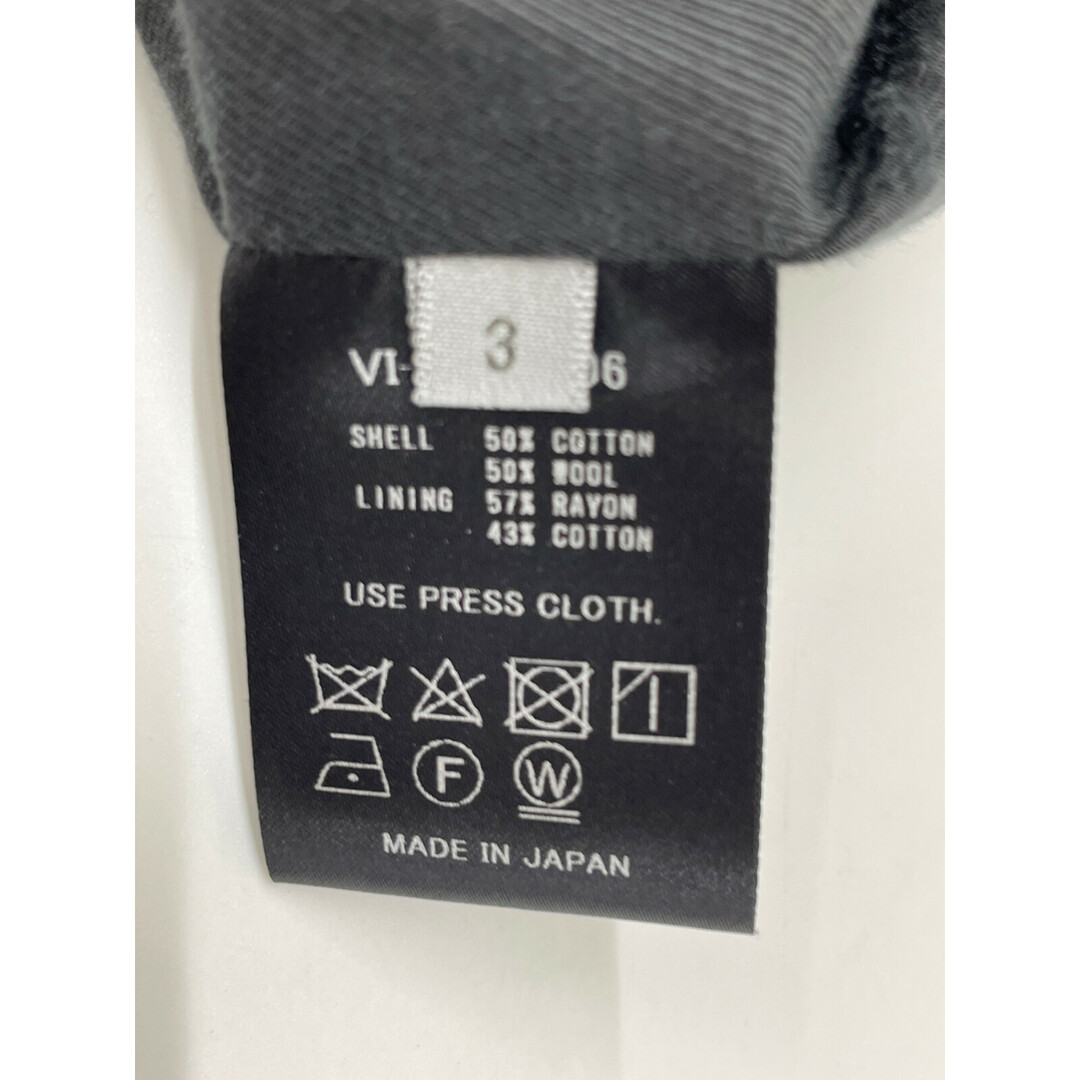 3
VI- 06
SHELL 50% COTTON
50% WOOL
LINING 57% RAYON
43% COTTON
USE PRESS CLOTH.
F W
MADE IN JAPAN